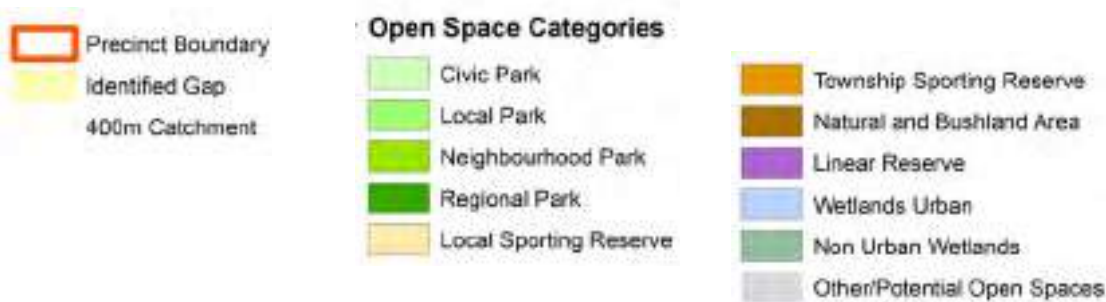 Precinct Boundary
Identified Gap
400m Catchment
Open Space Categories
Civic Park
Local Park
Neighbourhood Park
Regional Park
Local Sporting Reserve
Township Sporting Reserve
Natural and Bushland Area
Linear Reserve
Wetlands Urban
Non Urban Wetlands
Other/Potential Open Spaces